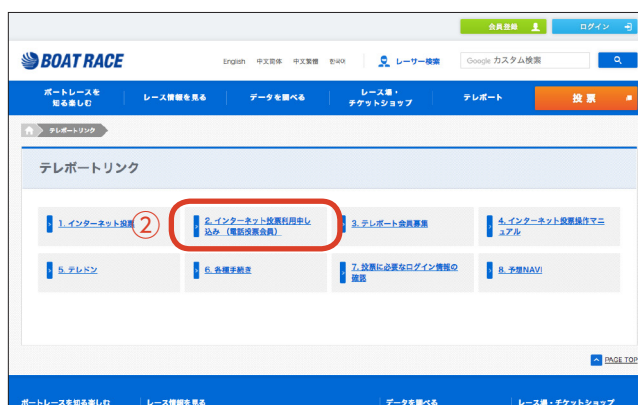 会員登録
ログイン
BOAT RACE
English 中文简体 中文繁體 한국어
レーサー検索
Google カスタム検索
ボートレースを
知る楽しむ
レース情報を見る
データを調べる
レース場・
チケットショップ
テレボート
投票
テレボートリンク
テレボートリンク
1. インターネット投票
②
2. インターネット投票利用申し
込み（電話投票会員）
3. テレボート会員募集
4. インターネット投票操作マニ
ュアル
5. テレドン
6. 各種手続き
7. 投票に必要なログイン情報の
確認
8. 予想NAVI
PAGE TOP
ボートレースを知る楽しむ
レース情報を見る
データを調べる
レース場・チケットショップ